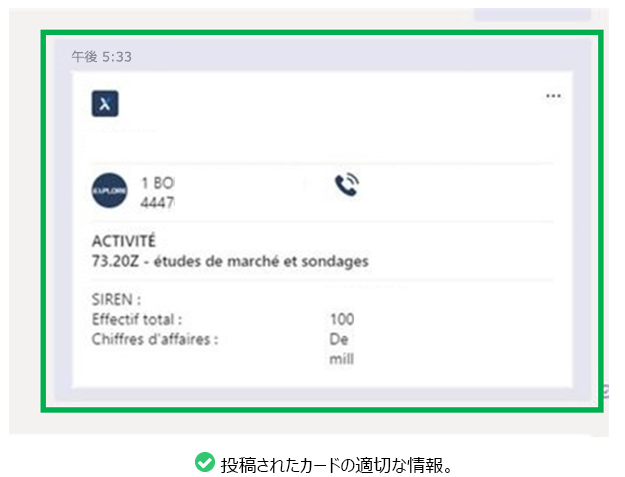 午後 5:33
EXPLORE
1 BO
4447
ACTIVITÉ
73.20Z - études de marché et sondages
SIREN :
Effectif total : 100
Chiffres d'affaires : De
mill
投稿されたカードの適切な情報。